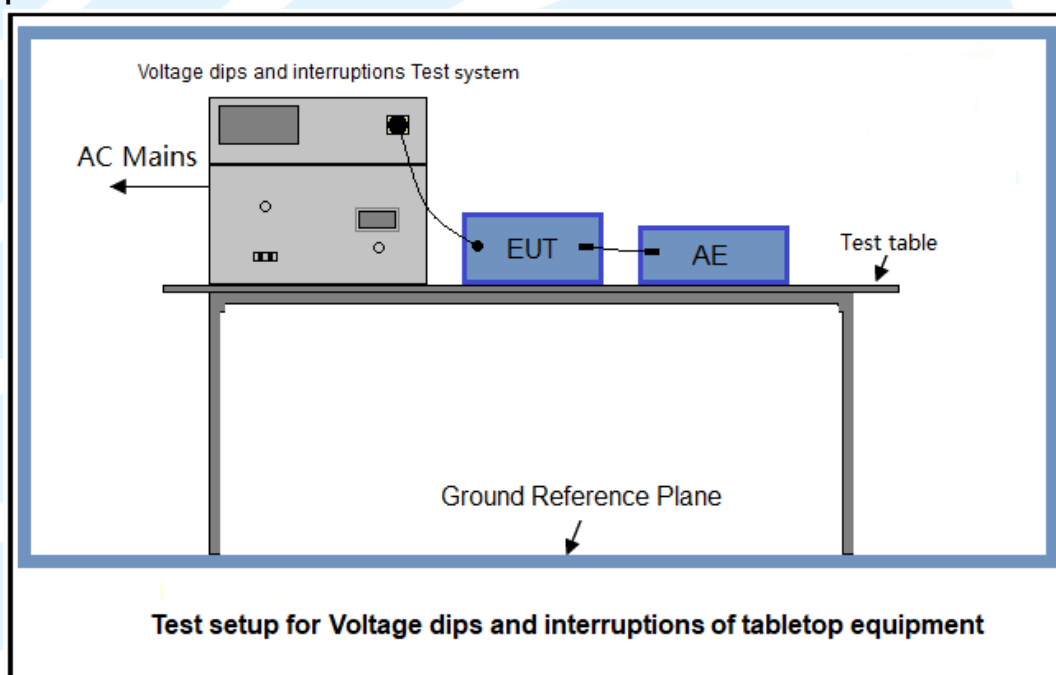 Voltage dips and interruptions Test system
AC Mains
EUT
AE
Test table
Ground Reference Plane
Test setup for Voltage dips and interruptions of tabletop equipment